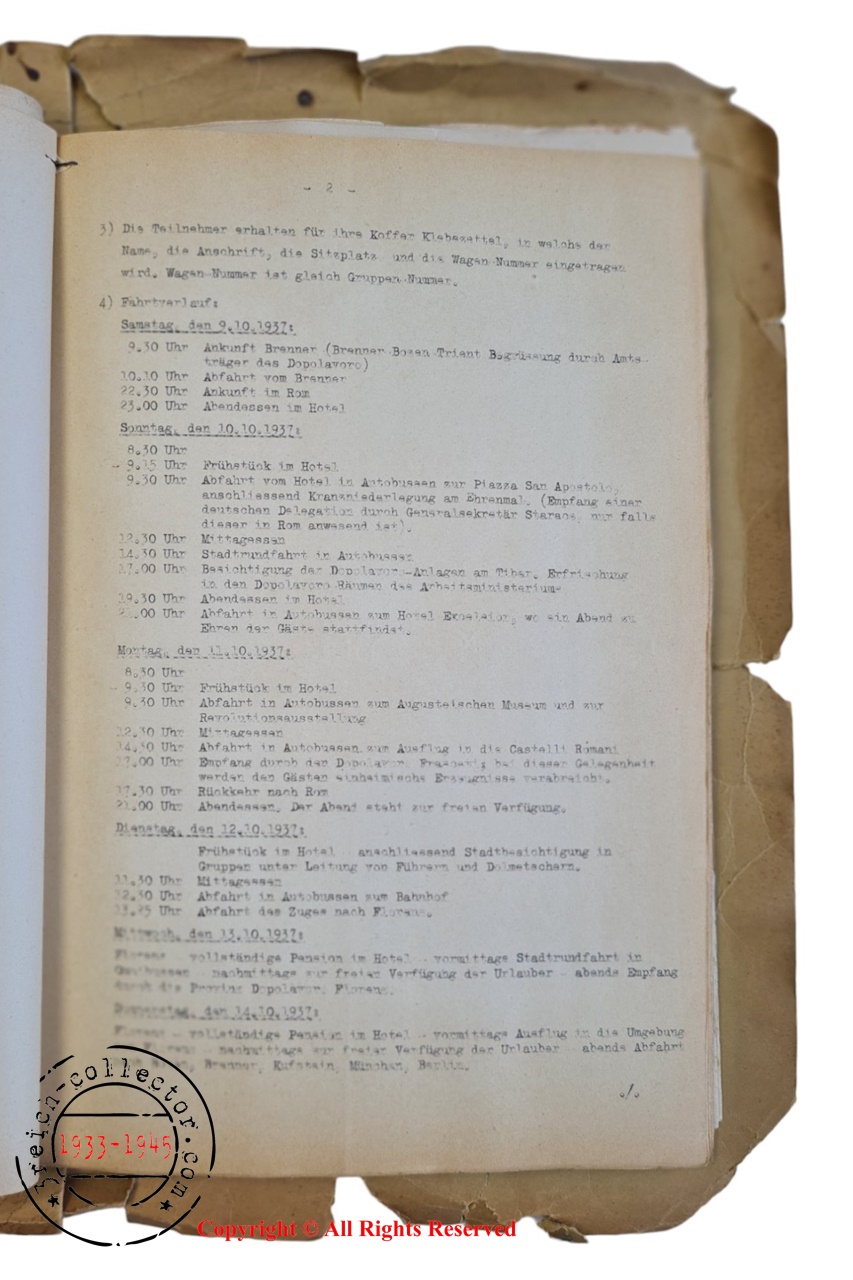 - 2 -
3) Die Teilnehmer erhalten für ihre Koffer Klebezettel, in welche der
Name, die Anschrift, die Sitzplatz- und die Wagen-Nummer eingetragen
wird. Wagen-Nummer ist gleich Gruppen-Nummer.
4) Fahrtverlauf:
Samstag, den 9.10.1937:
9.30 Uhr Ankunft Brenner (Brenner-Bozen-Trient Begrüssung durch Amts-
träger des Dopolavoro)
10.10 Uhr Abfahrt vom Brenner
22.30 Uhr Ankunft im Rom
23.00 Uhr Abendessen im Hotel
Sonntag, den 10.10.1937:
8.30 Uhr
- 9.15 Uhr Frühstück im Hotel
9.30 Uhr Abfahrt vom Hotel in Autobussen zur Piazza San Apostolo,
anschliessend Kranzniederlegung am Ehrenmal. (Empfang einer
deutschen Delegation durch Generalsekretär Starace, nur falls
dieser in Rom anwesend ist).
12.30 Uhr Mittagessen
14.30 Uhr Stadtrundfahrt in Autobussen
17.00 Uhr Besichtigung der Dopolavoro-Anlagen am Tiber. Erfrischung
in den Dopolavoro-Räumen des Arbeitsministeriums
19.30 Uhr Abendessen im Hotel
Uhr Abfahrt in Autobussen zum Hotel Excelsior, wo ein Abend zu
Ehren der Gäste stattfindet.
Montag, den 11.10.1937:
8.30 Uhr
- 9.30 Uhr Frühstück im Hotel
9.30 Uhr Abfahrt in Autobussen zum Augusteischen Museum und zur
Revolutionsausstellung
12.30 Uhr Mittagessen
14.30 Uhr Abfahrt in Autobussen zum Ausflug in die Castelli Romani
17.00 Uhr Empfang durch den Dopolavoro Frascati; bei dieser Gelegenheit
werden den Gästen einheimische Erzeugnisse verabreicht.
17.30 Uhr Rückkehr nach Rom
21.00 Uhr Abendessen. Der Abend steht zur freien Verfügung.
Dienstag, den 12.10.1937:
Frühstück im Hotel - anschliessend Stadtbesichtigung in
Gruppen unter Leitung von Führern und Dolmetschern.
11.30 Uhr Mittagessen
12.30 Uhr Abfahrt in Autobussen zum Bahnhof
13.25 Uhr Abfahrt des Zuges nach Florenz.
Mittwoch, den 13.10.1937:
Florenz - vollständige Pension im Hotel - vormittags Stadtrundfahrt in
- nachmittags zur freien Verfügung der Urlauber - abends Empfang
durch die Provinz Dopolavoro Florenz.
Donnerstag, den 14.10.1937:
Florenz - vollständige Pension im Hotel - vormittags Ausflug in die Umgebung
Florenz - nachmittags zur freien Verfügung der Urlauber - abends Abfahrt
Brenner, Kufstein, München, Berlin.
./.
3reich-collector.com
1933-1945
Copyright © All Rights Reserved